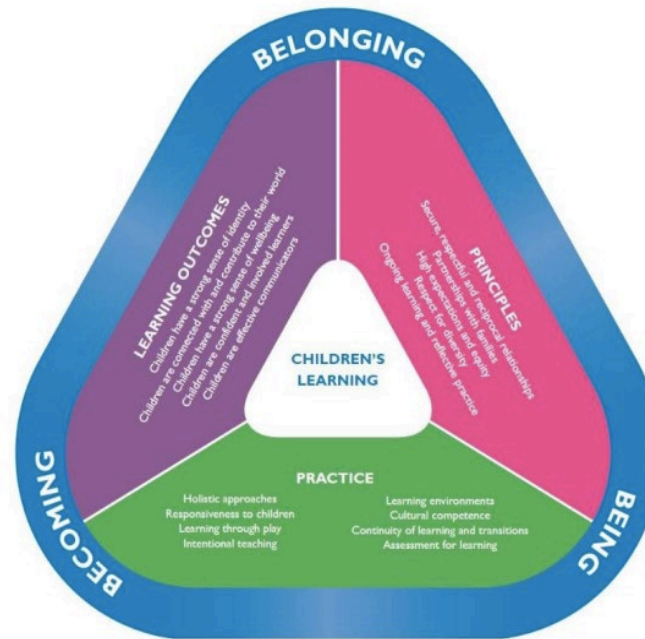 BELONGING
LEARNING OUTCOMES
Children have a strong sense of identity
Children are connected with and contribute to their world
Children have a strong sense of wellbeing
Children are confident and involved learners
Children are effective communicators
PRINCIPLES
Secure, respectful and reciprocal relationships
Partnerships with families
High expectations and equity
Respect for diversity
Ongoing learning and reflective practice
CHILDREN'S
LEARNING
PRACTICE
Holistic approaches
Responsiveness to children
Learning through play
Intentional teaching
Learning environments
Cultural competence
Continuity of learning and transitions
Assessment for learning
BECOMING
BEING